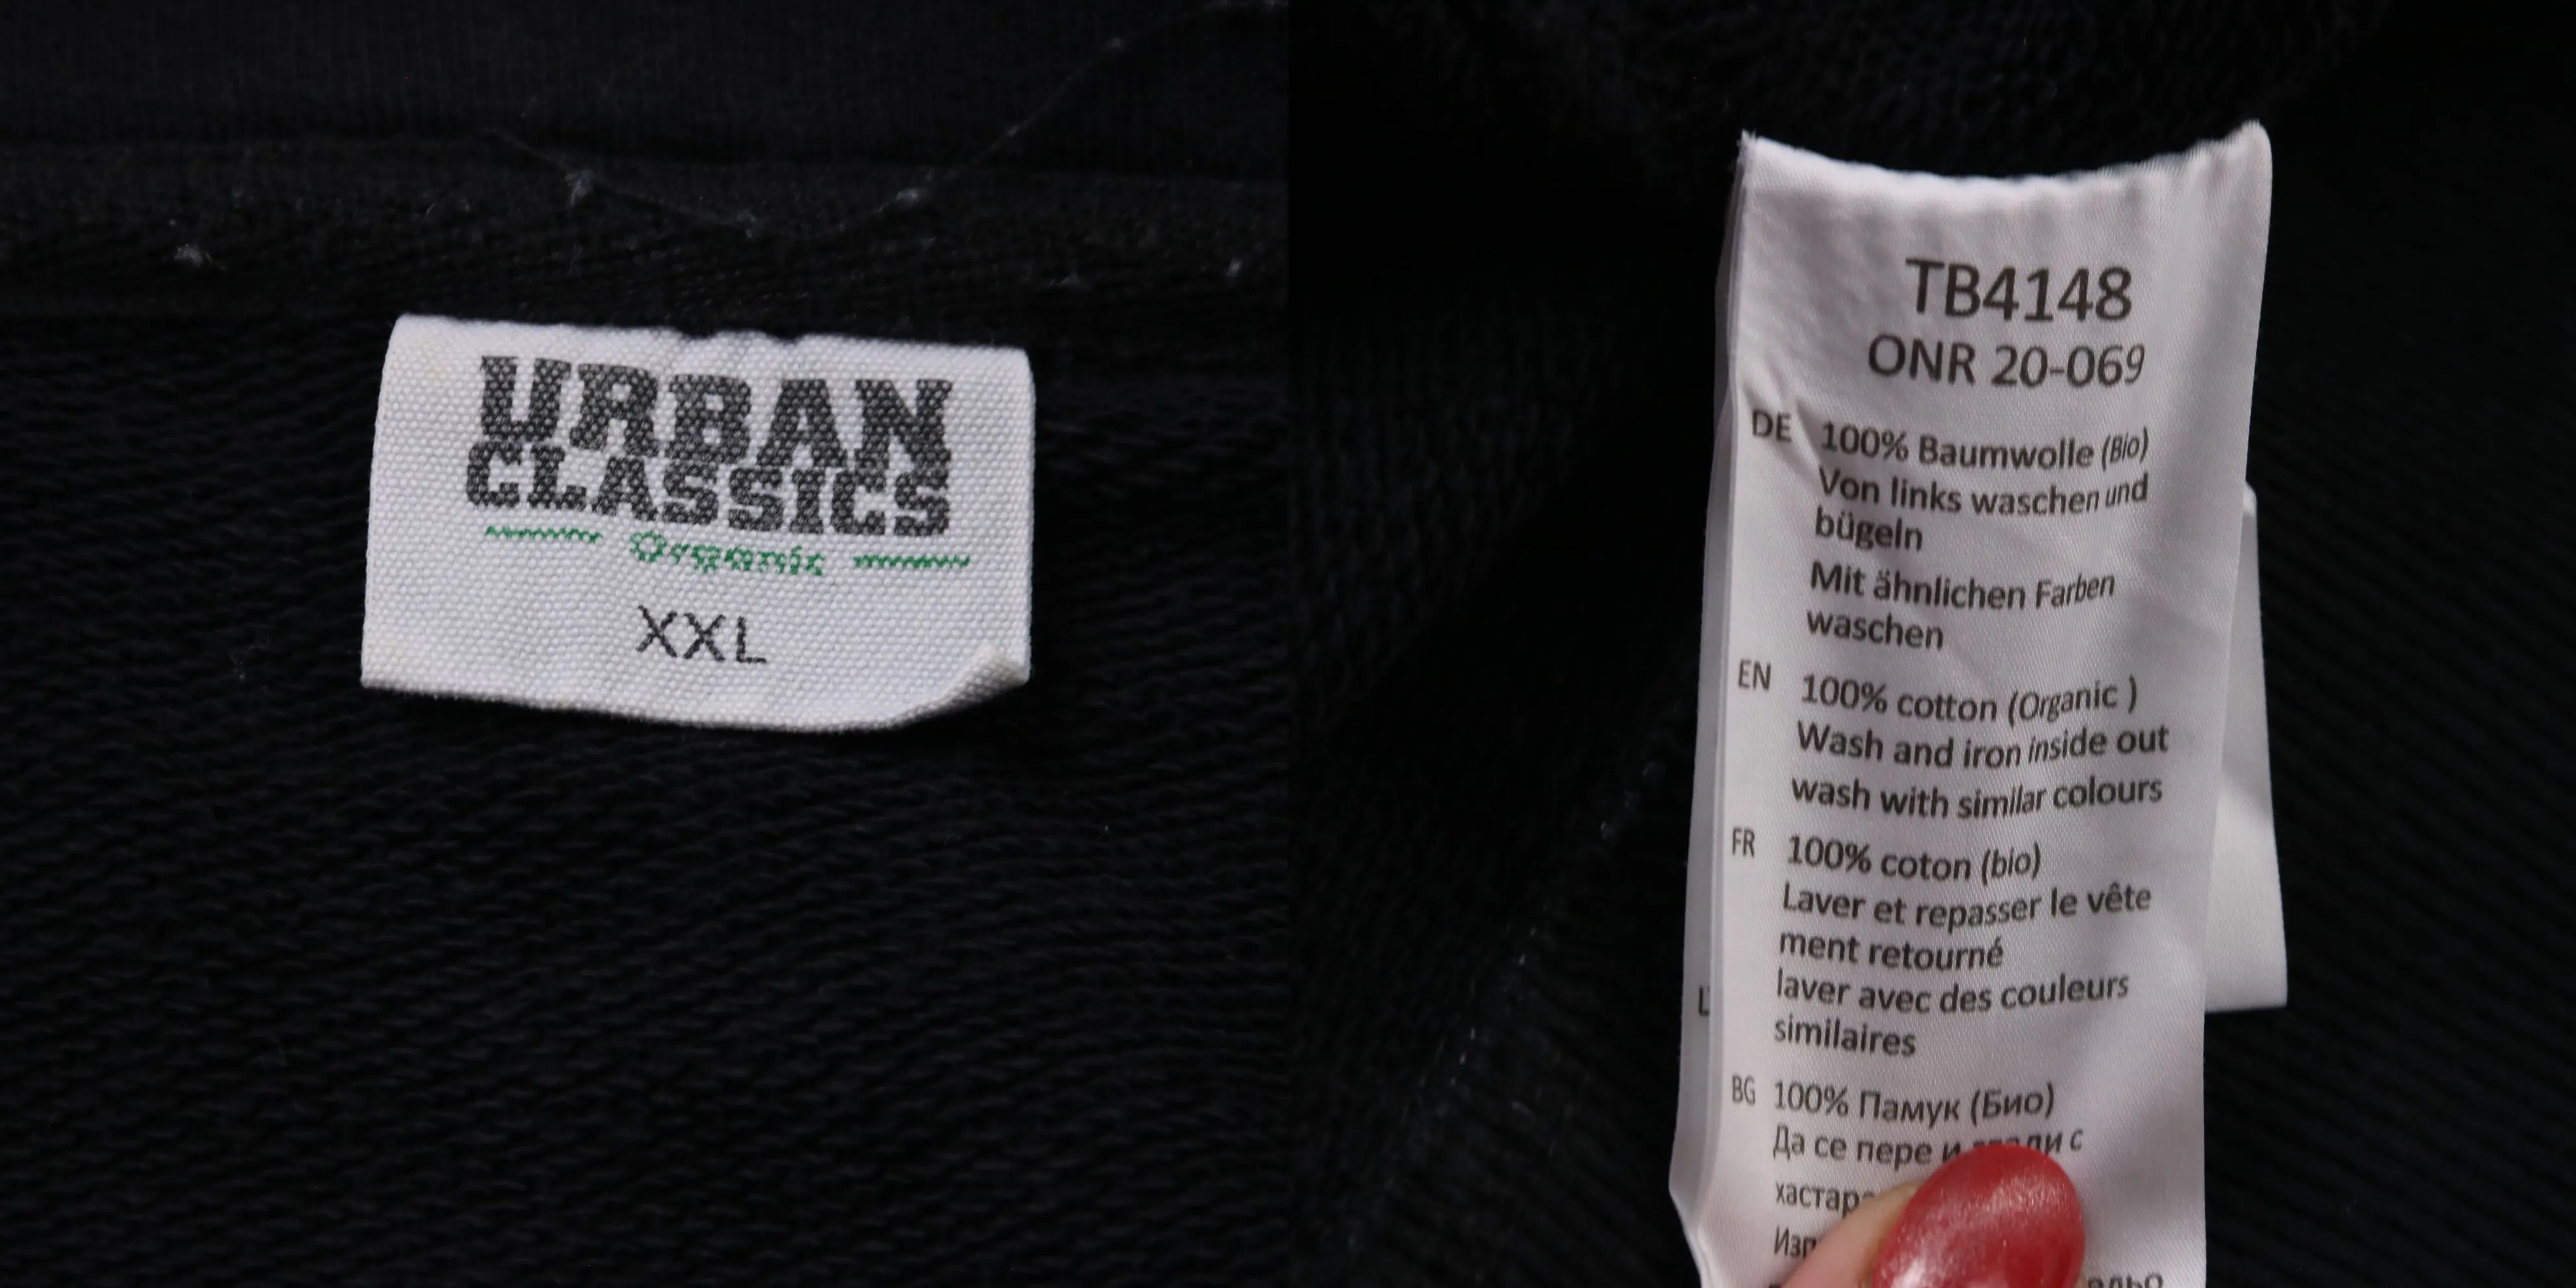 URBAN
CLASSICS
Organic
XXL
TB4148
ONR 20-069
DE 100% Baumwolle (Bio)
Von links waschen und
bügeln
Mit ähnlichen Farben
waschen
EN 100% cotton (Organic )
Wash and iron inside out
wash with similar colours
FR 100% coton (bio)
Laver et repasser le vête
ment retourné
laver avec des couleurs
similaires
BG 100% Памук (Био)
Да се пере и
с